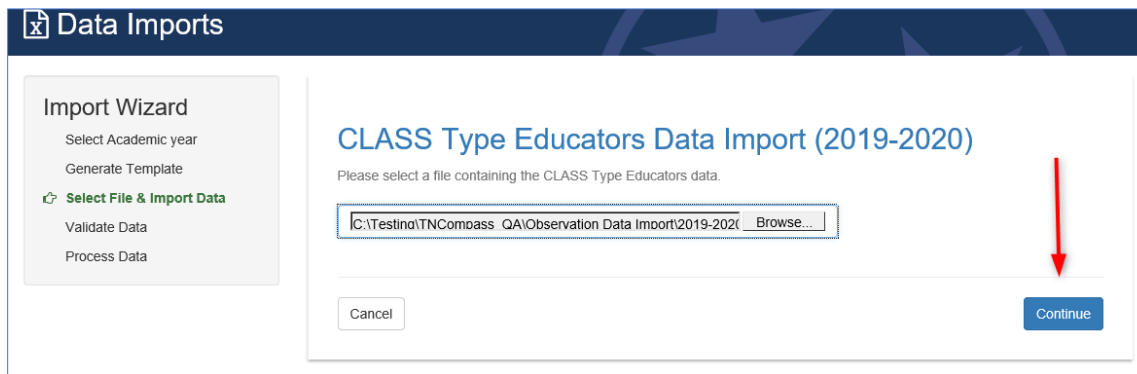 Data Imports
Import Wizard
Select Academic year
Generate Template
Select File & Import Data
Validate Data
Process Data
CLASS Type Educators Data Import (2019-2020)
Please select a file containing the CLASS Type Educators data.
C:\Testing\TNCompass_QA\Observation Data Import\2019-202( Browse...
Cancel
Continue